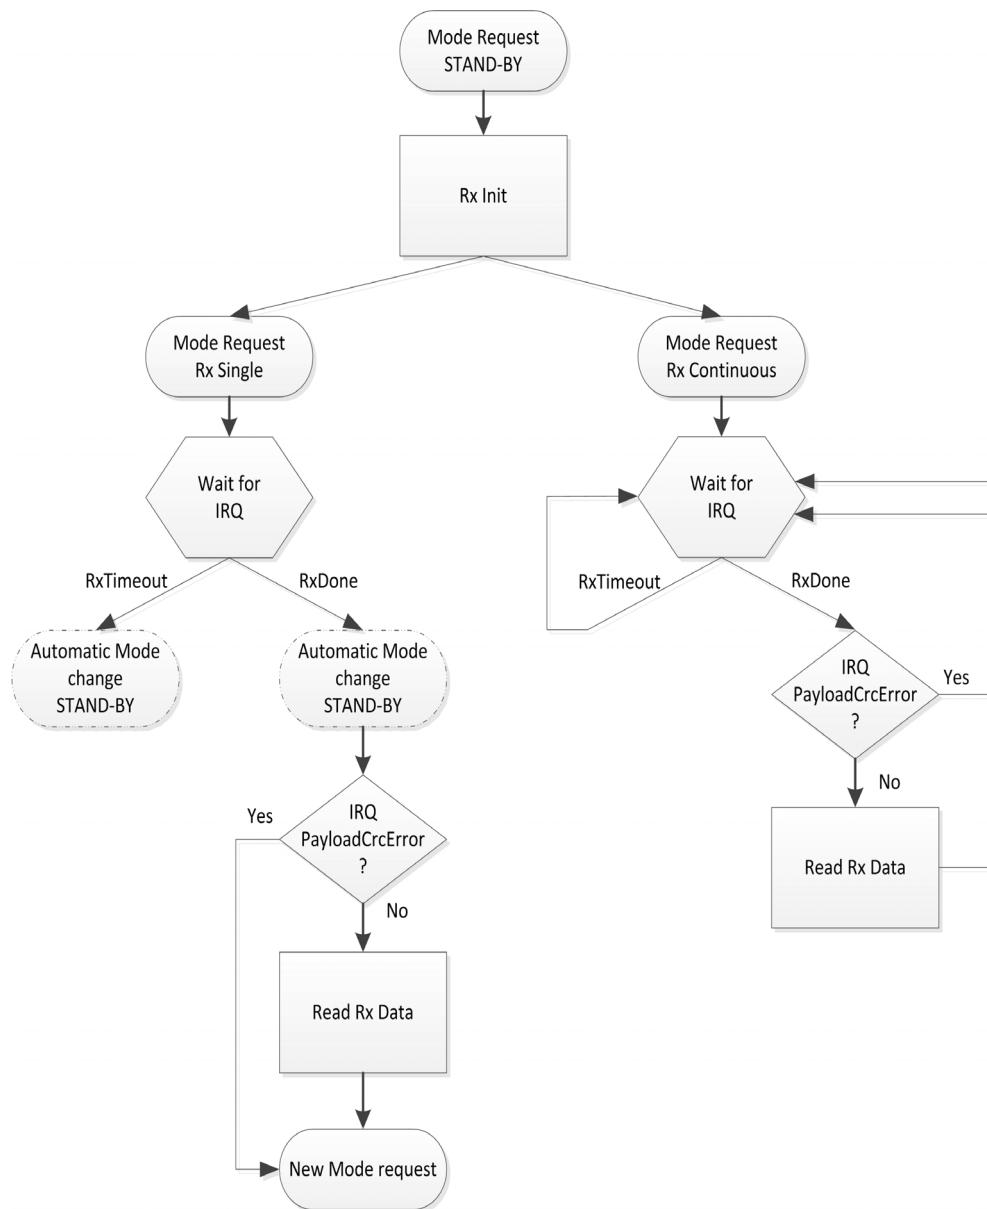 Mode Request
STAND-BY
Rx Init
Mode Request
Rx Single
Mode Request
Rx Continuous
Wait for
IRQ
Wait for
IRQ
RxTimeout
RxDone
RxTimeout
RxDone
Automatic Mode
change
STAND-BY
Automatic Mode
change
STAND-BY
IRQ
PayloadCrcError
?
Yes
No
Read Rx Data
IRQ
PayloadCrcError
?
Yes
No
Read Rx Data
New Mode request